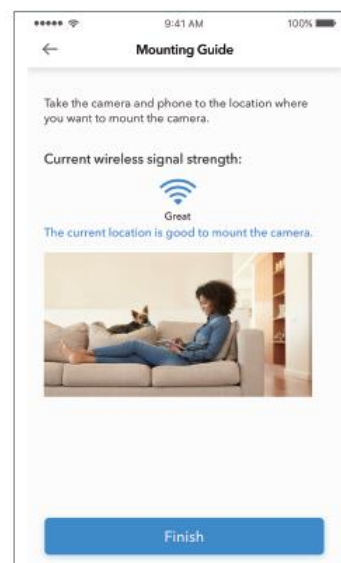 9:41 AM 100%
Mounting Guide
Take the camera and phone to the location where
you want to mount the camera.
Current wireless signal strength:
Great
The current location is good to mount the camera.
Finish